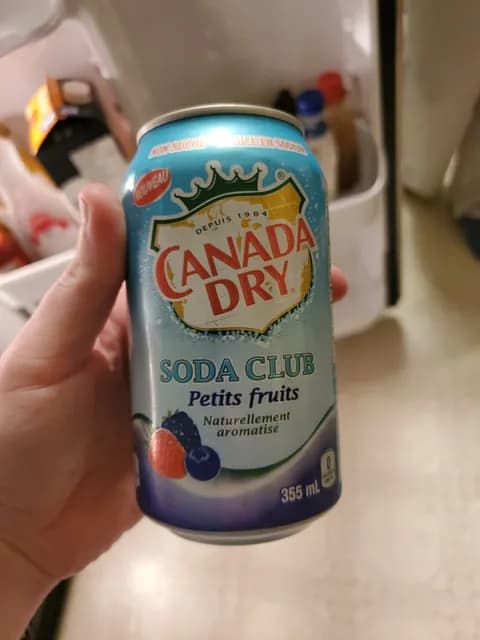 NOUVEAU
DEPUIS 1904
CANADA
DRY
®
SODA CLUB
Petits fruits
Naturellement
aromatisé
355 mL
0